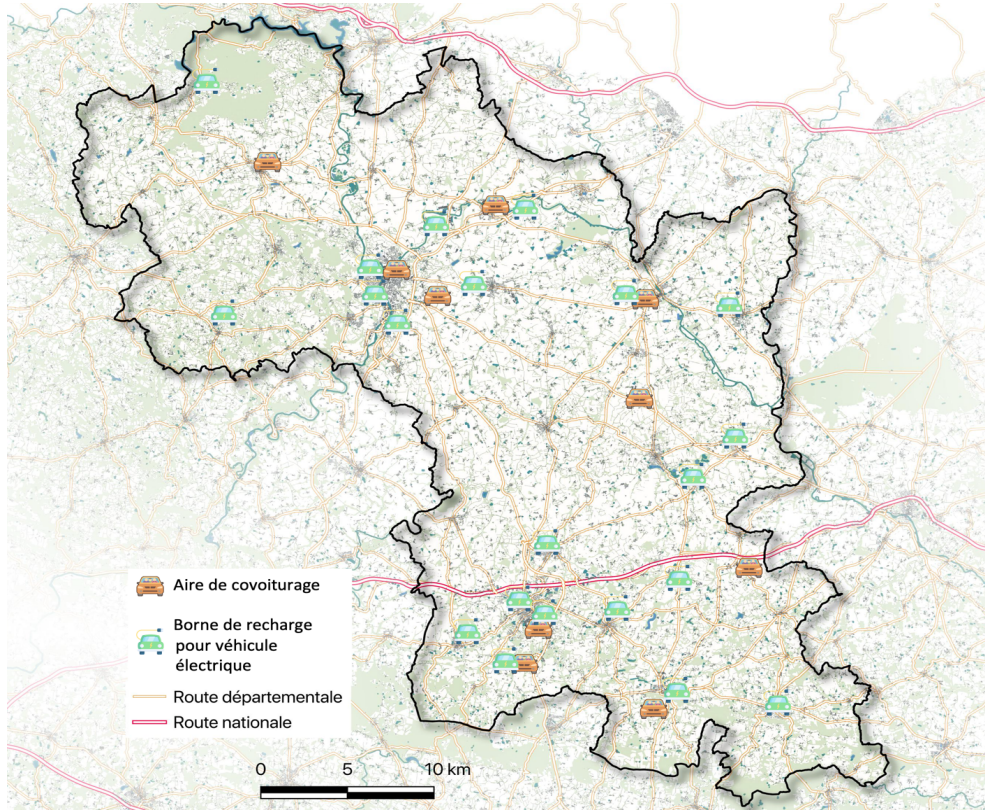 Aire de covoiturage
Borne de recharge
pour véhicule
électrique
Route départementale
Route nationale
0 5 10 km